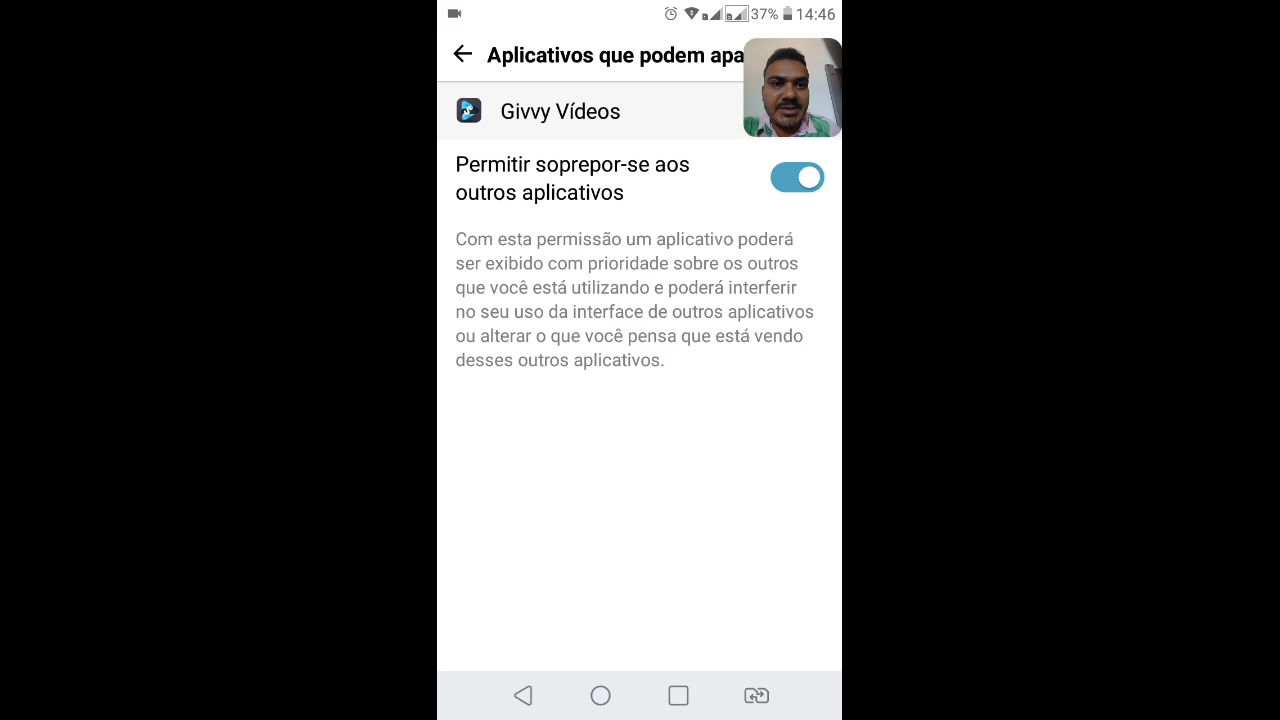 37% 14:46
Aplicativos que podem apa
Givvy Vídeos
Permitir soprepor-se aos
outros aplicativos
Com esta permissão um aplicativo poderá
ser exibido com prioridade sobre os outros
que você está utilizando e poderá interferir
no seu uso da interface de outros aplicativos
ou alterar o que você pensa que está vendo
desses outros aplicativos.